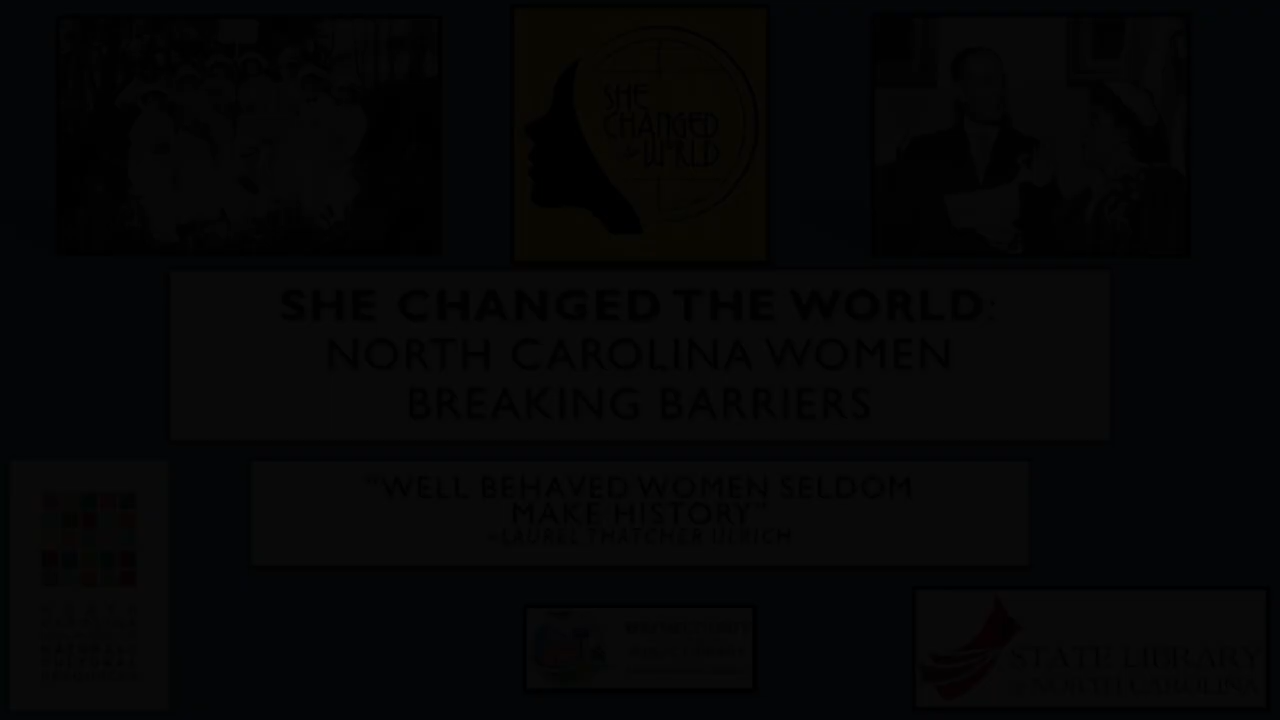 SHE
CHANGED
the WORLD
SHE CHANGED THE WORLD:
NORTH CAROLINA WOMEN
BREAKING BARRIERS
"WELL BEHAVED WOMEN SELDOM
MAKE HISTORY"
-LAUREL THATCHER ULRICH
STATE LIBRARY
of NORTH CAROLINA